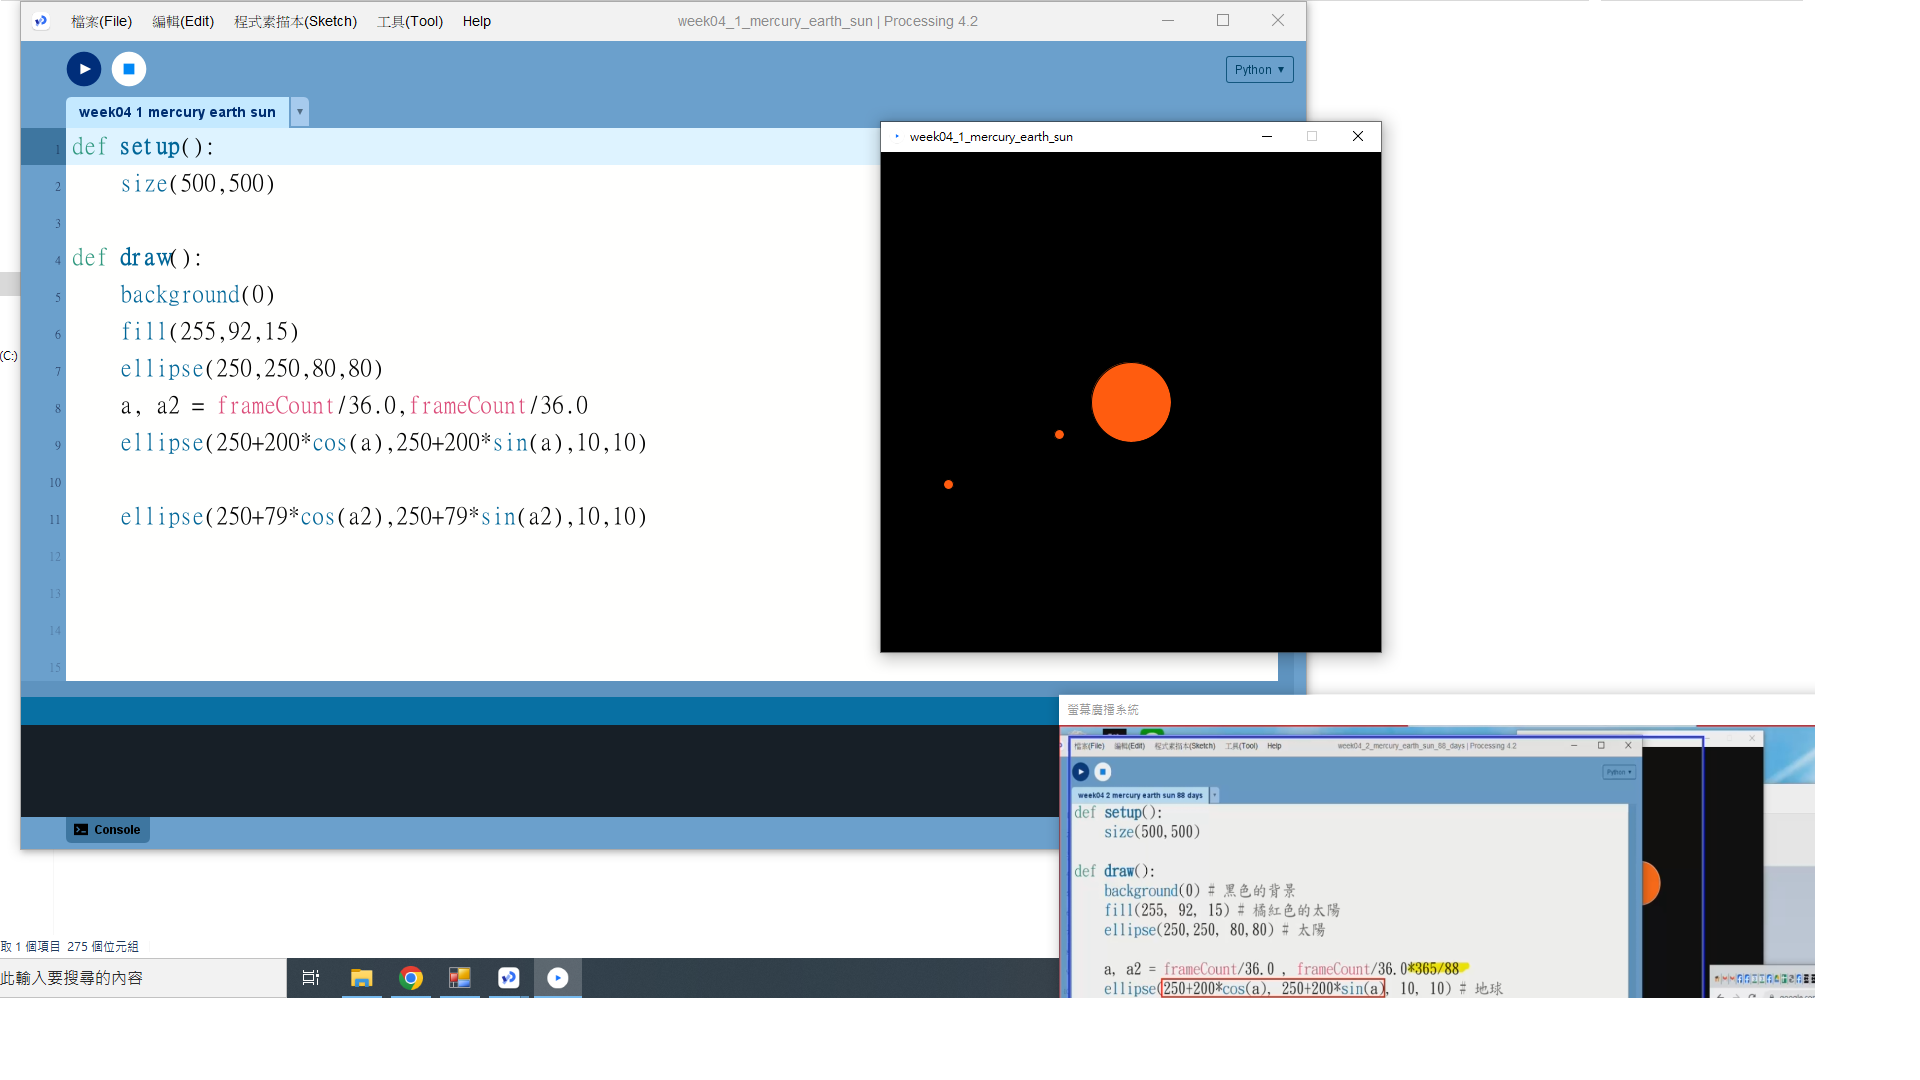 檔案(File) 編輯(Edit) 程式素描本(Sketch) 工具(Tool) Help
week04_1_mercury_earth_sun | Processing 4.2
Python ▾
week04 1 mercury earth sun
1 def setup():
2 size(500,500)
3
4 def draw():
5 background(0)
6 fill(255,92,15)
7 ellipse(250,250,80,80)
8 a, a2 = frameCount/36.0,frameCount/36.0
9 ellipse(250+200*cos(a),250+200*sin(a),10,10)
10
11 ellipse(250+79*cos(a2),250+79*sin(a2),10,10)
12
13
14
15
Console
(C:)
week04_1_mercury_earth_sun
螢幕廣播系統
檔案(File) 編輯(Edit) 程式素描本(Sketch) 工具(Tool) Help
week04_2_mercury_earth_sun_88_days | Processing 4.2
Python ▾
week04 2 mercury earth sun 88 days
def setup():
size(500,500)
def draw():
background(0) # 黑色的背景
fill(255, 92, 15) # 橘紅色的太陽
ellipse(250,250, 80,80) # 太陽
a, a2 = frameCount/36.0 , frameCount/36.0*365/88
ellipse(250+200*cos(a), 250+200*sin(a), 10, 10) # 地球
取 1 個項目 275 個位元組
此輸入要搜尋的內容